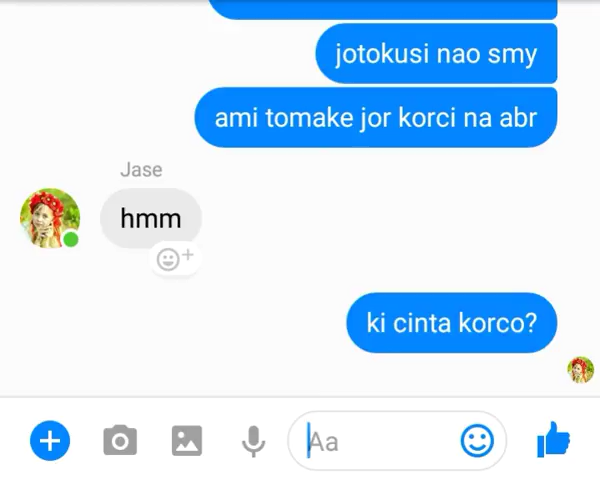 jotokusi nao smy
ami tomake jor korci na abr
Jase
hmm
ki cinta korco?
Aa